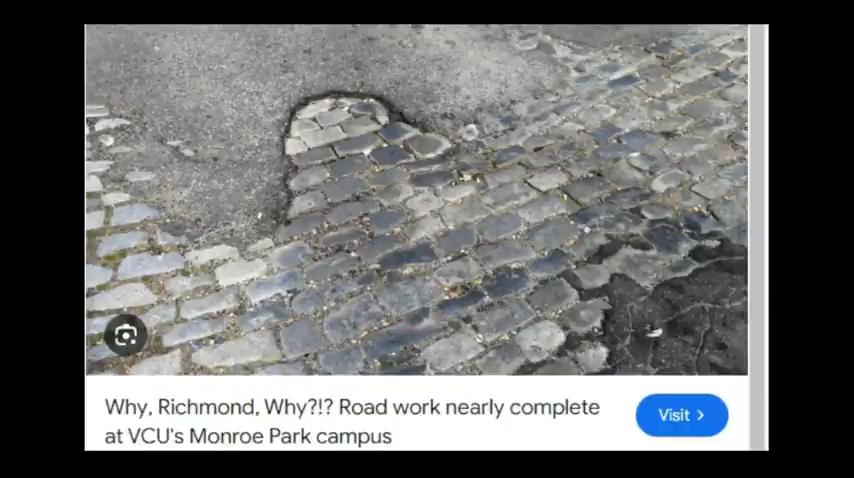 Why, Richmond, Why?!? Road work nearly complete
at VCU's Monroe Park campus
Visit